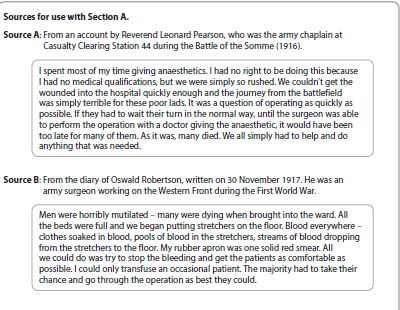 Sources for use with Section A.
Source A: From an account by Reverend Leonard Pearson, who was the army chaplain at
Casualty Clearing Station 44 during the Battle of the Somme (1916).
I spent most of my time giving anaesthetics. I had no right to be doing this because
I had no medical qualifications, but we were simply so rushed. We couldn't get the
wounded into the hospital quickly enough and the journey from the battlefield
was simply terrible for these poor lads. It was a question of operating as quickly as
possible. If they had to wait their turn in the normal way, until the surgeon was able
to perform the operation with a doctor giving the anaesthetic, it would have been
too late for many of them. As it was, many died. We all simply had to help and do
anything that was needed.
Source B: From the diary of Oswald Robertson, written on 30 November 1917. He was an
army surgeon working on the Western Front during the First World War.
Men were horribly mutilated – many were dying when brought into the ward. All
the beds were full and we began putting stretchers on the floor. Blood everywhere –
clothes soaked in blood, pools of blood in the stretchers, streams of blood dropping
from the stretchers to the floor. My rubber apron was one solid red smear. All
we could do was try to stop the bleeding and get the patients as comfortable as
possible. I could only transfuse an occasional patient. The majority had to take their
chance and go through the operation as best they could.